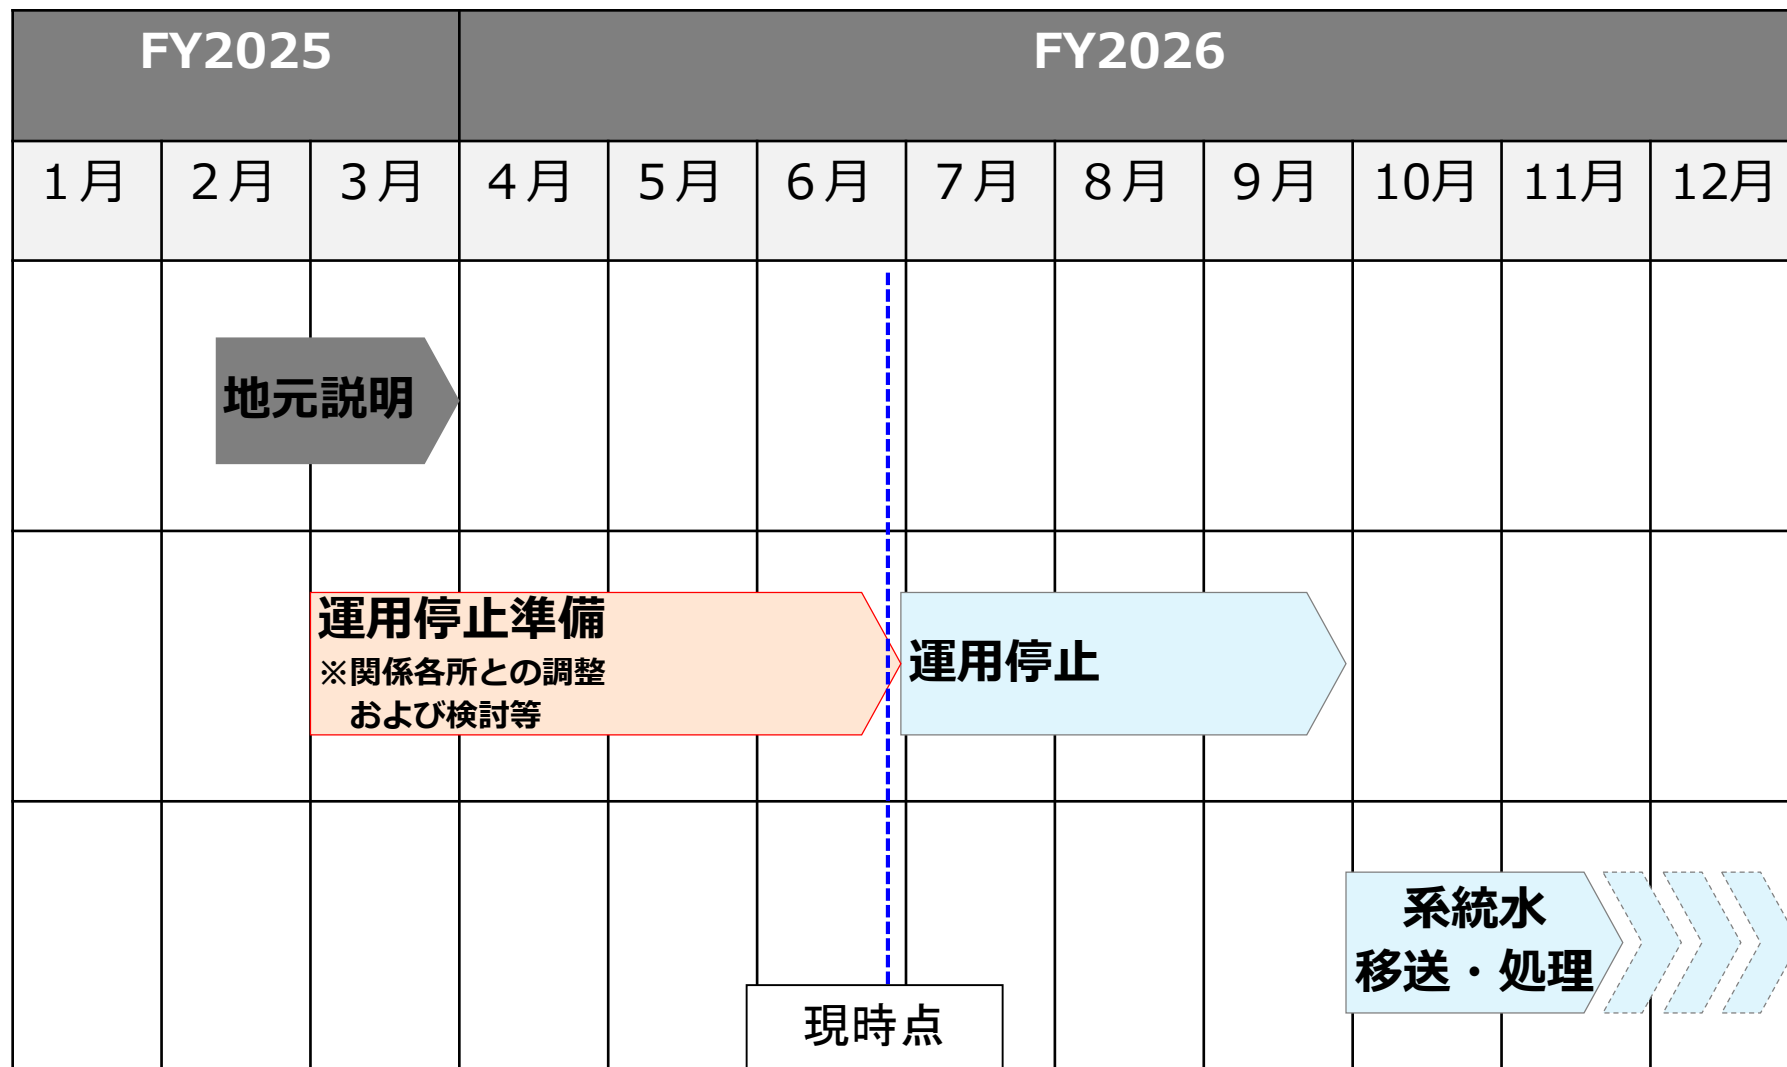 FY2025 FY2026
1月 2月 3月 4月 5月 6月 7月 8月 9月 10月 11月 12月
地元説明
運用停止準備
※関係各所との調整
および検討等
運用停止
系統水
移送・処理
現時点